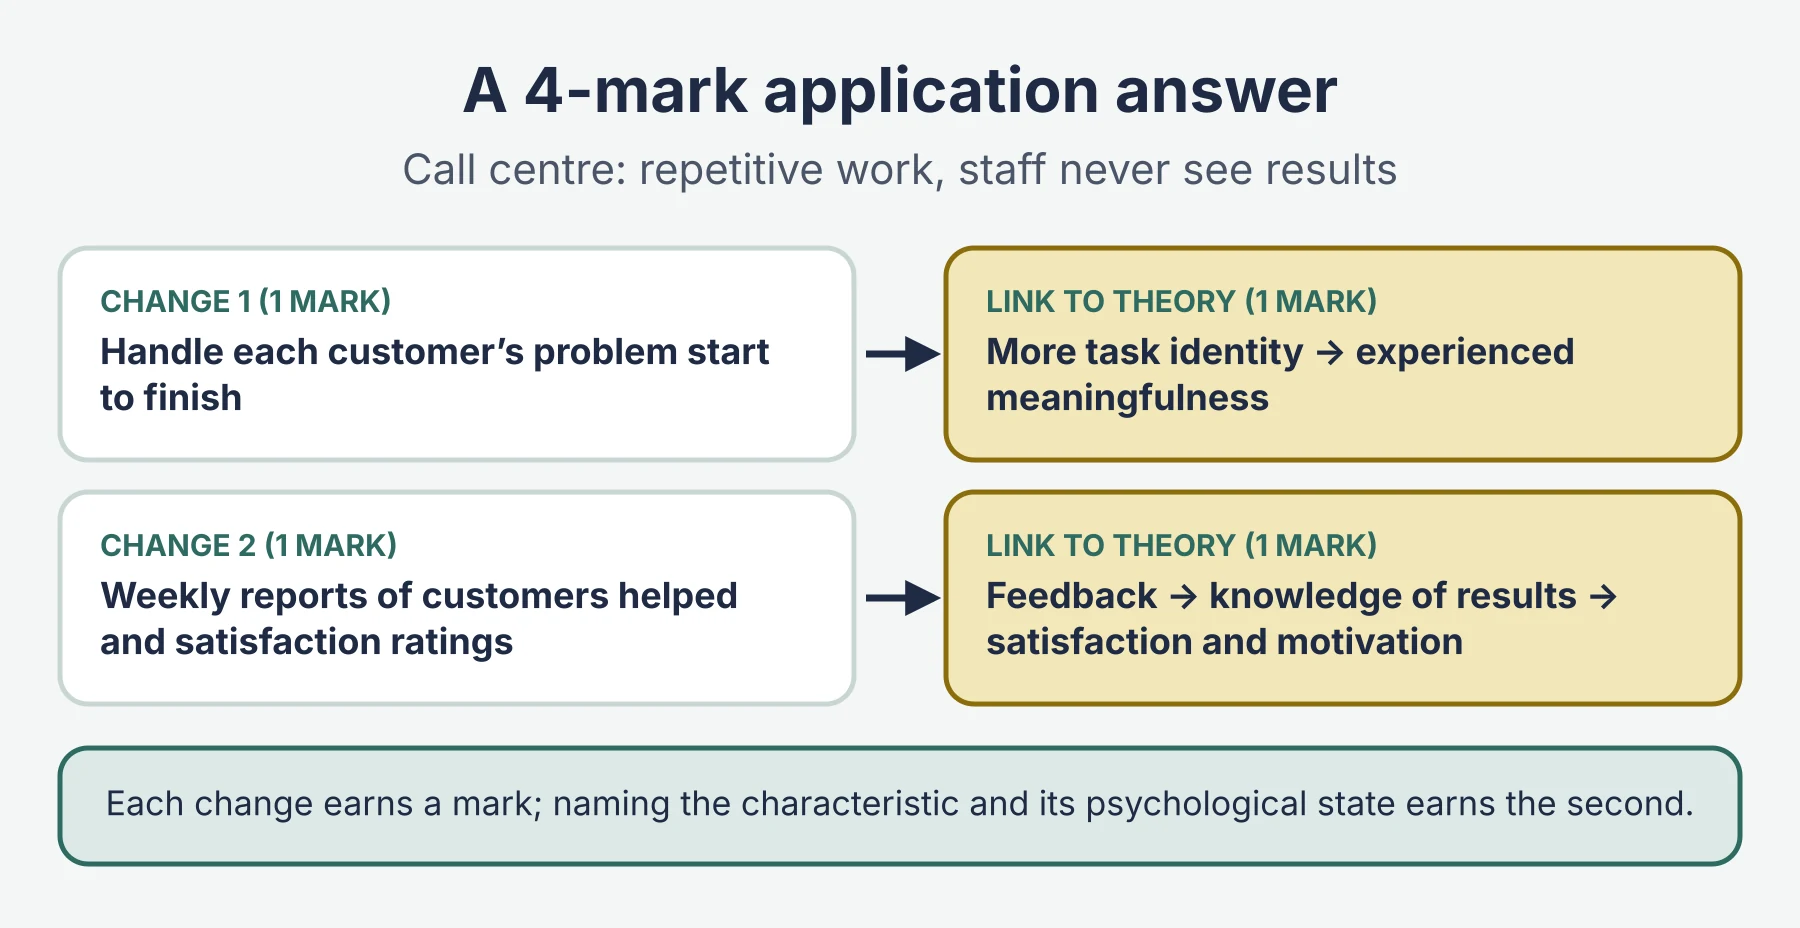 A 4-mark application answer
Call centre: repetitive work, staff never see results
CHANGE 1 (1 MARK)
Handle each customer’s problem start
to finish
LINK TO THEORY (1 MARK)
More task identity → experienced
meaningfulness
CHANGE 2 (1 MARK)
Weekly reports of customers helped
and satisfaction ratings
LINK TO THEORY (1 MARK)
Feedback → knowledge of results →
satisfaction and motivation
Each change earns a mark; naming the characteristic and its psychological state earns the second.